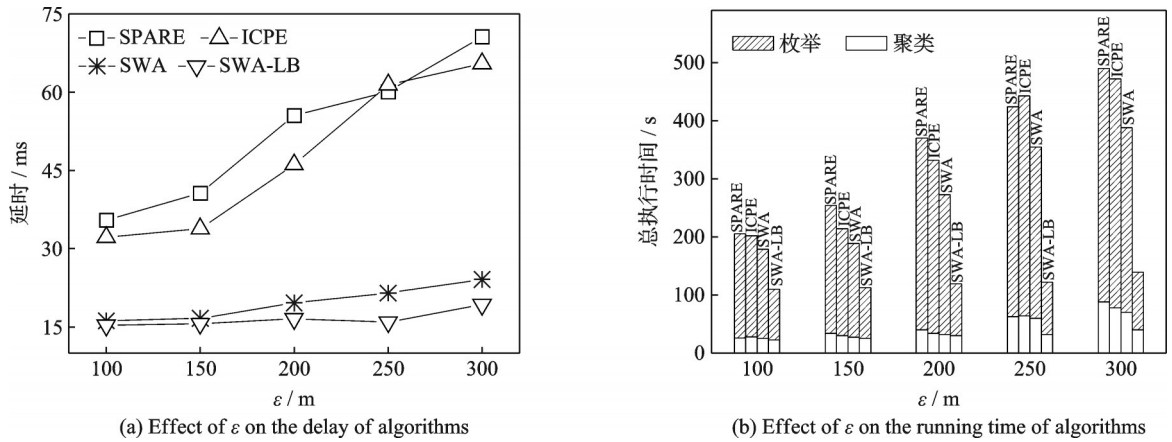 75
60
45
30
15
延时 / ms
SPARE ICPE
SWA SWA-LB
100 150 200 250 300
ε / m
(a) Effect of ε on the delay of algorithms
500
400
300
200
100
0
总执行时间 / s
枚举 聚类
SPARE ICPE SWA SWA-LB
SPARE ICPE SWA SWA-LB
SPARE ICPE SWA SWA-LB
SPARE ICPE SWA SWA-LB
SPARE ICPE SWA
100 150 200 250 300
ε / m
(b) Effect of ε on the running time of algorithms